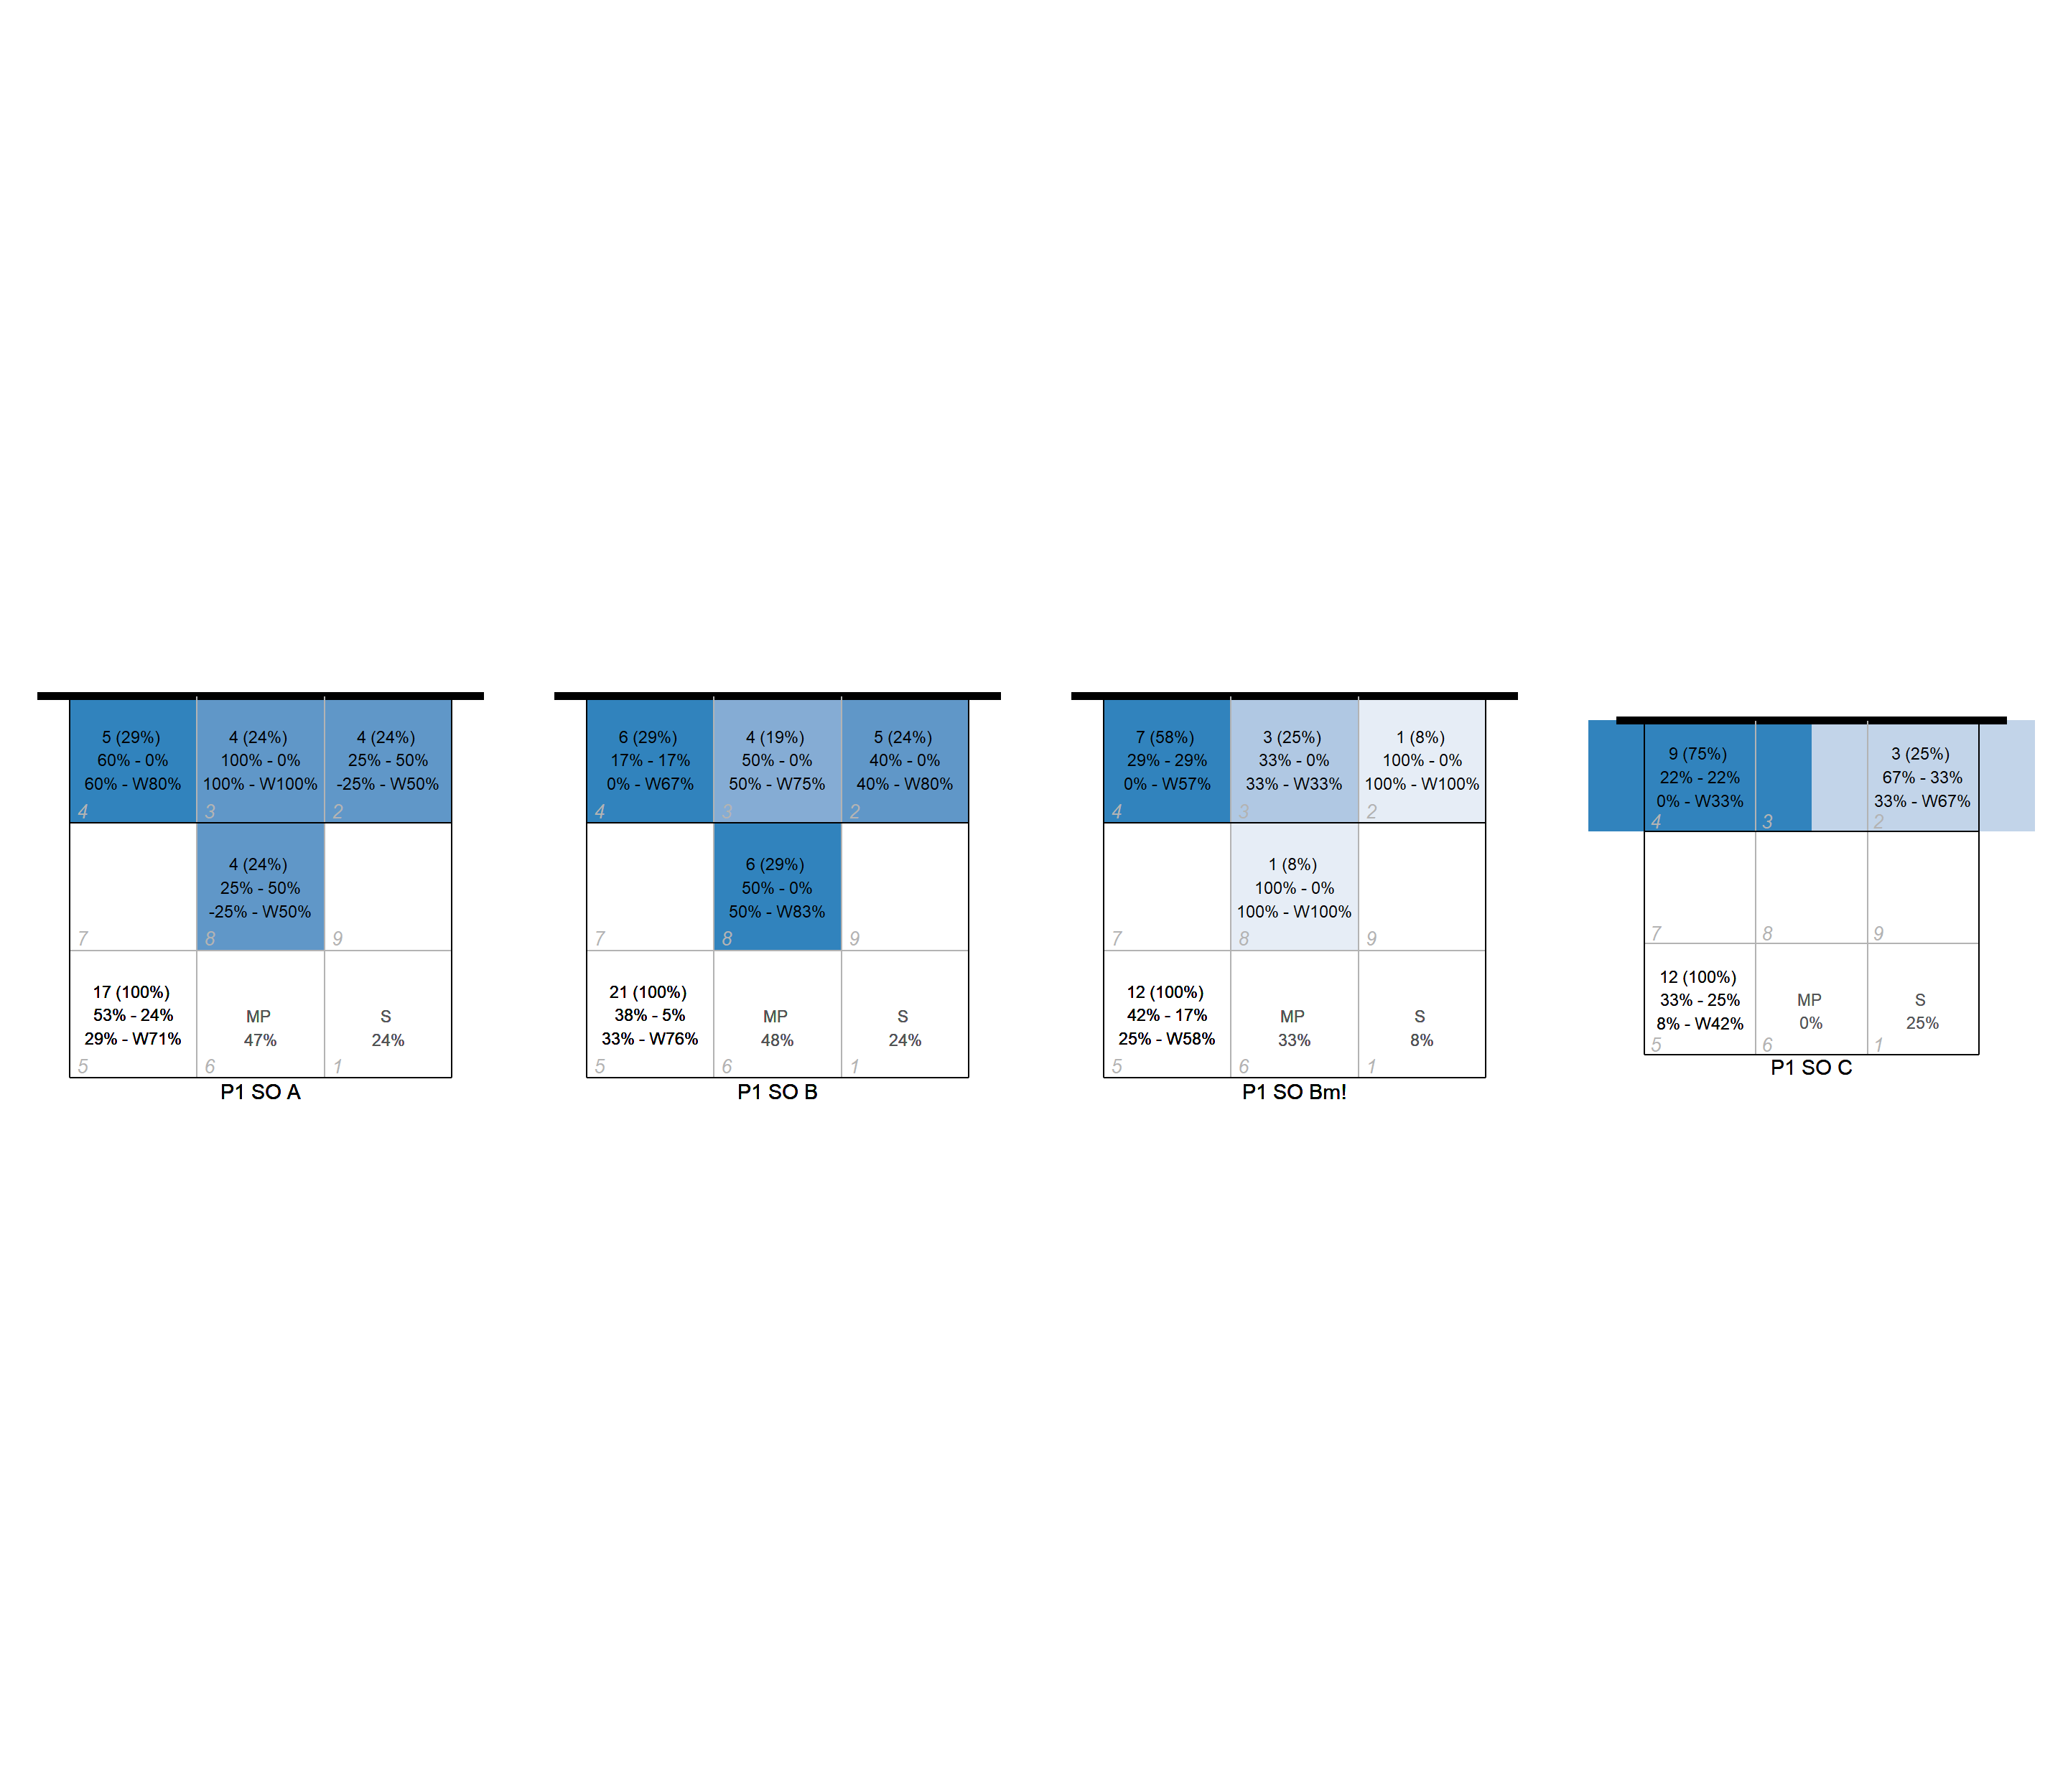 5 (29%)
60% - 0%
60% - W80%
4
4 (24%)
100% - 0%
100% - W100%
3
4 (24%)
25% - 50%
-25% - W50%
2
7
4 (24%)
25% - 50%
-25% - W50%
8
9
17 (100%)
53% - 24%
29% - W71%
5
MP
47%
6
S
24%
1
P1 SO A
6 (29%)
17% - 17%
0% - W67%
4
4 (19%)
50% - 0%
50% - W75%
3
5 (24%)
40% - 0%
40% - W80%
2
7
6 (29%)
50% - 0%
50% - W83%
8
9
21 (100%)
38% - 5%
33% - W76%
5
MP
48%
6
S
24%
1
P1 SO B
7 (58%)
29% - 29%
0% - W57%
4
3 (25%)
33% - 0%
33% - W33%
3
1 (8%)
100% - 0%
100% - W100%
2
7
1 (8%)
100% - 0%
100% - W100%
8
9
12 (100%)
42% - 17%
25% - W58%
5
MP
33%
6
S
8%
1
P1 SO Bm!
9 (75%)
22% - 22%
0% - W33%
4
3
3 (25%)
67% - 33%
33% - W67%
2
7
8
9
12 (100%)
33% - 25%
8% - W42%
5
MP
0%
6
S
25%
1
P1 SO C